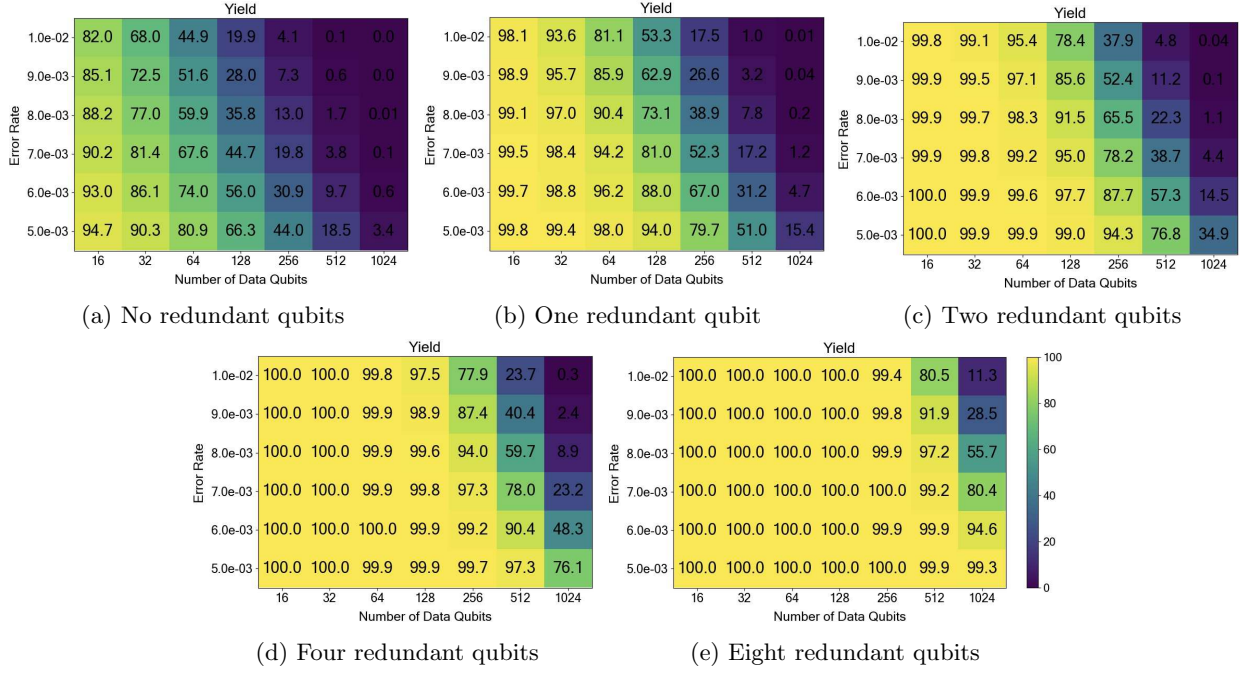 Yield
Error Rate
1.0e-02 82.0 68.0 44.9 19.9 4.1 0.1 0.0
9.0e-03 85.1 72.5 51.6 28.0 7.3 0.6 0.0
8.0e-03 88.2 77.0 59.9 35.8 13.0 1.7 0.01
7.0e-03 90.2 81.4 67.6 44.7 19.8 3.8 0.1
6.0e-03 93.0 86.1 74.0 56.0 30.9 9.7 0.6
5.0e-03 94.7 90.3 80.9 66.3 44.0 18.5 3.4
16 32 64 128 256 512 1024
Number of Data Qubits
(a) No redundant qubits
Yield
Error Rate
1.0e-02 98.1 93.6 81.1 53.3 17.5 1.0 0.01
9.0e-03 98.9 95.7 85.9 62.9 26.6 3.2 0.04
8.0e-03 99.1 97.0 90.4 73.1 38.9 7.8 0.2
7.0e-03 99.5 98.4 94.2 81.0 52.3 17.2 1.2
6.0e-03 99.7 98.8 96.2 88.0 67.0 31.2 4.7
5.0e-03 99.8 99.4 98.0 94.0 79.7 51.0 15.4
16 32 64 128 256 512 1024
Number of Data Qubits
(b) One redundant qubit
Yield
Error Rate
1.0e-02 99.8 99.1 95.4 78.4 37.9 4.8 0.04
9.0e-03 99.9 99.5 97.1 85.6 52.4 11.2 0.1
8.0e-03 99.9 99.7 98.3 91.5 65.5 22.3 1.1
7.0e-03 99.9 99.8 99.2 95.0 78.2 38.7 4.4
6.0e-03 100.0 99.9 99.6 97.7 87.7 57.3 14.5
5.0e-03 100.0 99.9 99.9 99.0 94.3 76.8 34.9
16 32 64 128 256 512 1024
Number of Data Qubits
(c) Two redundant qubits
Yield
Error Rate
1.0e-02 100.0 100.0 99.8 97.5 77.9 23.7 0.3
9.0e-03 100.0 100.0 99.9 98.9 87.4 40.4 2.4
8.0e-03 100.0 100.0 99.9 99.6 94.0 59.7 8.9
7.0e-03 100.0 100.0 99.9 99.8 97.3 78.0 23.2
6.0e-03 100.0 100.0 100.0 99.9 99.2 90.4 48.3
5.0e-03 100.0 100.0 99.9 99.9 99.7 97.3 76.1
16 32 64 128 256 512 1024
Number of Data Qubits
(d) Four redundant qubits
Yield
Error Rate
1.0e-02 100.0 100.0 100.0 100.0 99.4 80.5 11.3
9.0e-03 100.0 100.0 100.0 100.0 99.8 91.9 28.5
8.0e-03 100.0 100.0 100.0 100.0 99.9 97.2 55.7
7.0e-03 100.0 100.0 100.0 100.0 100.0 99.2 80.4
6.0e-03 100.0 100.0 100.0 100.0 99.9 99.9 94.6
5.0e-03 100.0 100.0 100.0 100.0 100.0 99.9 99.3
16 32 64 128 256 512 1024
Number of Data Qubits
100
80
60
40
20
0
(e) Eight redundant qubits